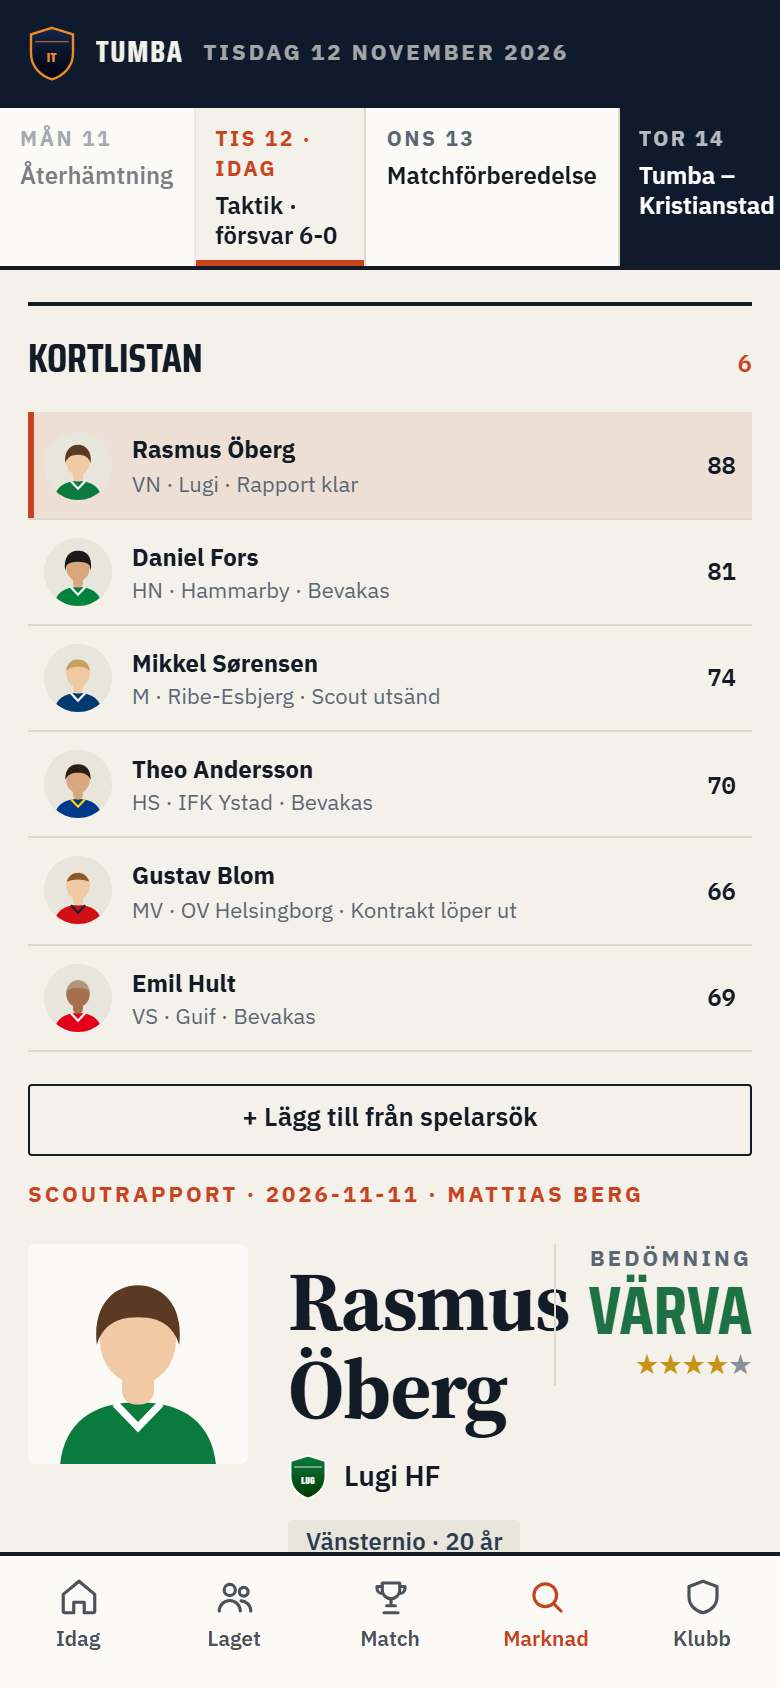 IT
TUMBA TISDAG 12 NOVEMBER 2026
MÅN 11
Återhämtning
TIS 12 ·
IDAG
Taktik ·
försvar 6-0
ONS 13
Matchförberedelse
TOR 14
Tumba –
Kristianstad
KORTLISTAN 6
Rasmus Öberg
VN · Lugi · Rapport klar
88
Daniel Fors
HN · Hammarby · Bevakas
81
Mikkel Sørensen
M · Ribe-Esbjerg · Scout utsänd
74
Theo Andersson
HS · IFK Ystad · Bevakas
70
Gustav Blom
MV · OV Helsingborg · Kontrakt löper ut
66
Emil Hult
VS · Guif · Bevakas
69
+ Lägg till från spelarsök
SCOUTRAPPORT · 2026-11-11 · MATTIAS BERG
Rasmus
Öberg
LUG
Lugi HF
Vänsternio · 20 år
BEDÖMNING
VÄRVA
★★★★★
Idag
Laget
Match
Marknad
Klubb